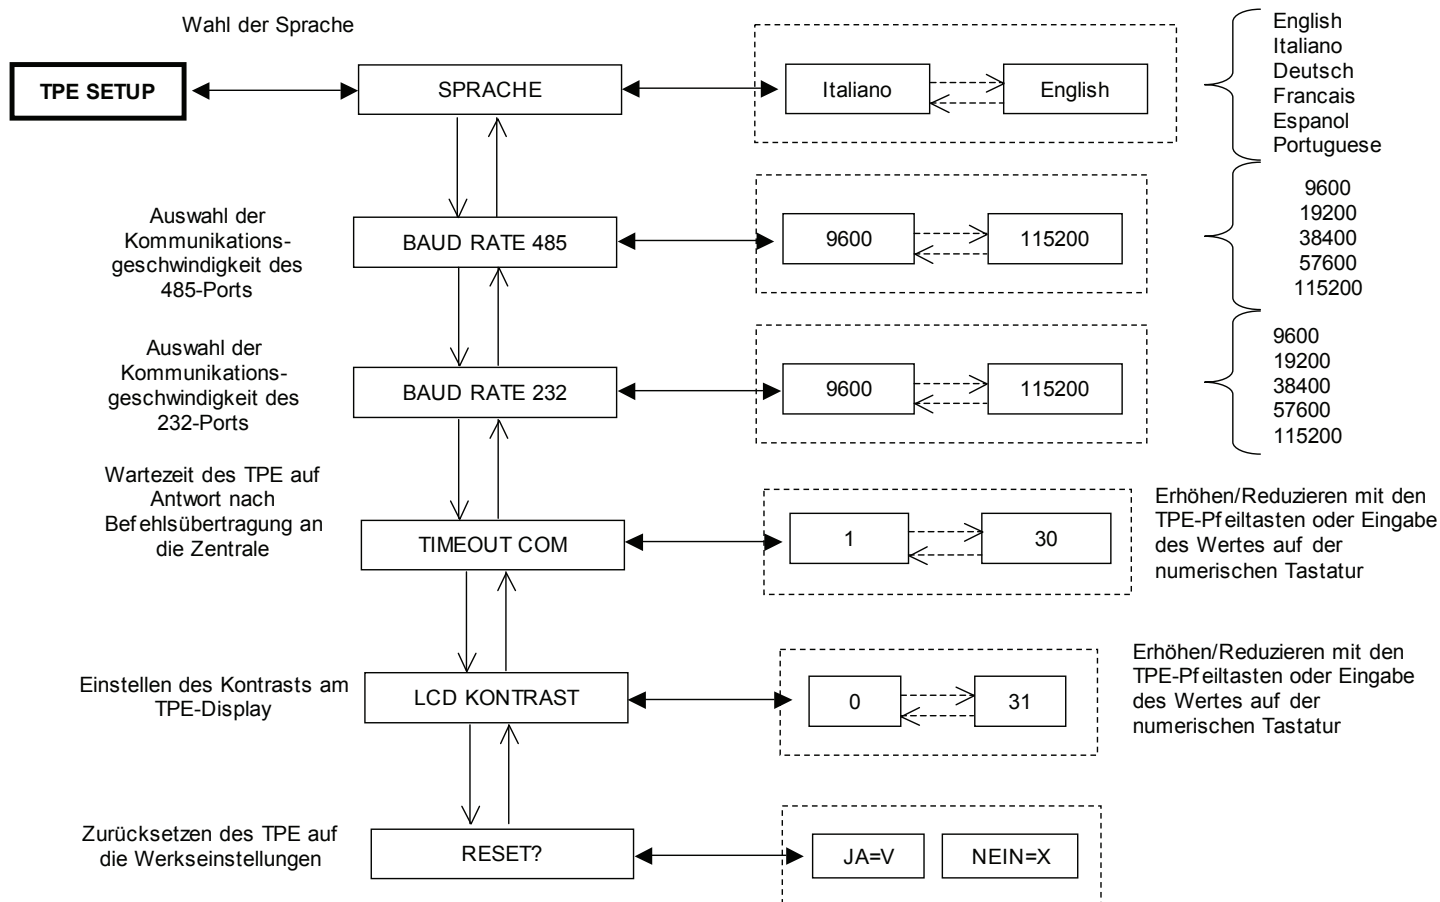 Wahl der Sprache
TPE SETUP
SPRACHE
Italiano
English
English
Italiano
Deutsch
Francais
Espanol
Portuguese
Auswahl der
Kommunikations-
geschwindigkeit des
485-Ports
BAUD RATE 485
9600
115200
9600
19200
38400
57600
115200
Auswahl der
Kommunikations-
geschwindigkeit des
232-Ports
BAUD RATE 232
9600
115200
9600
19200
38400
57600
115200
Wartezeit des TPE auf
Antwort nach
Befehlsübertragung an
die Zentrale
TIMEOUT COM
1
30
Erhöhen/Reduzieren mit den
TPE-Pfeiltasten oder Eingabe
des Wertes auf der
numerischen Tastatur
Einstellen des Kontrasts am
TPE-Display
LCD KONTRAST
0
31
Erhöhen/Reduzieren mit den
TPE-Pfeiltasten oder Eingabe
des Wertes auf der
numerischen Tastatur
Zurücksetzen des TPE auf
die Werkseinstellungen
RESET?
JA=V
NEIN=X